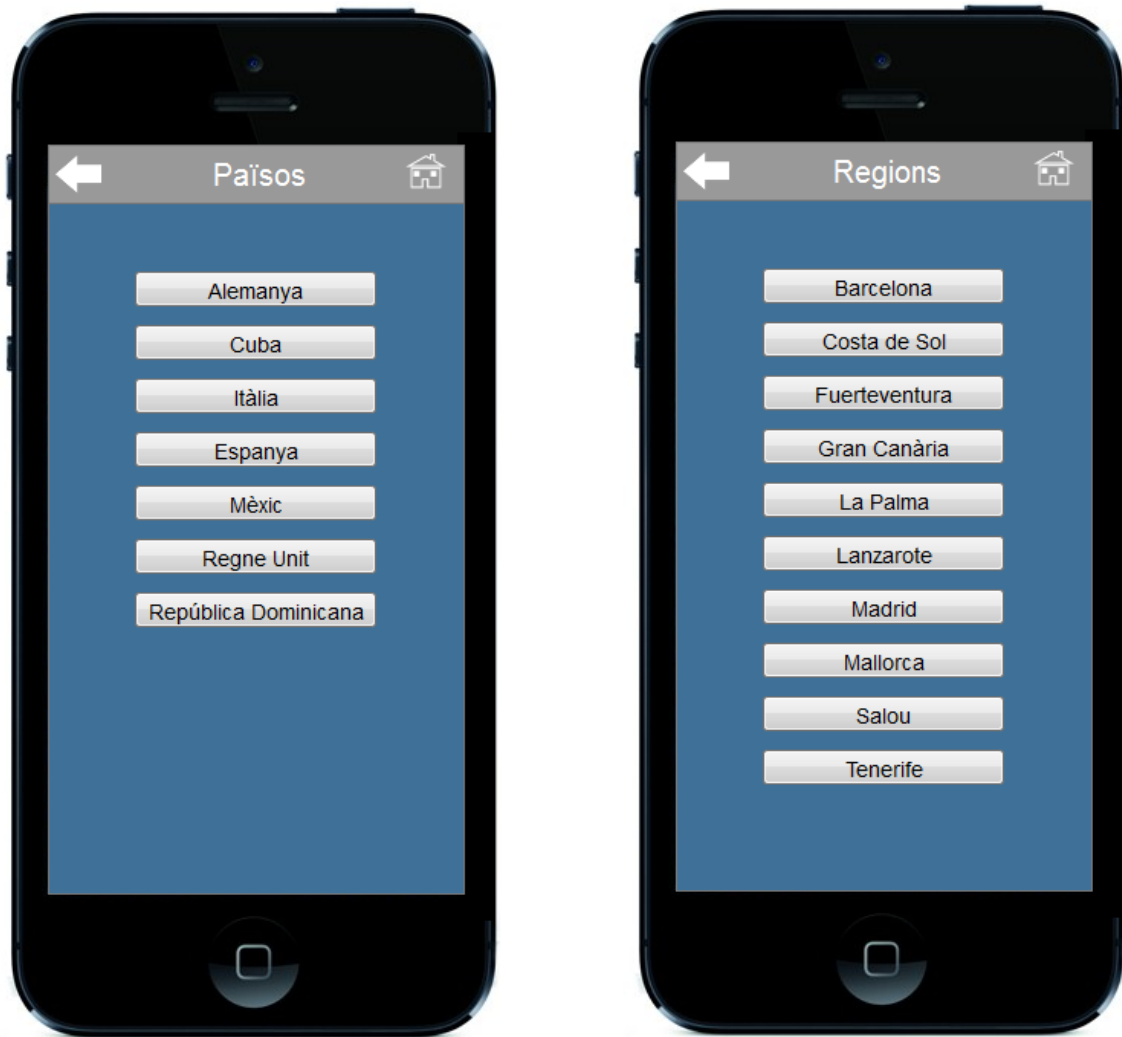 Països
Alemanya
Cuba
Itàlia
Espanya
Mèxic
Regne Unit
República Dominicana
Regions
Barcelona
Costa de Sol
Fuerteventura
Gran Canària
La Palma
Lanzarote
Madrid
Mallorca
Salou
Tenerife